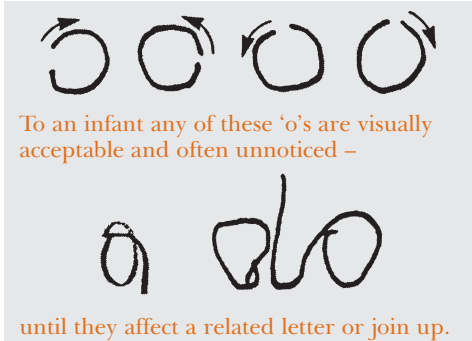 To an infant any of these ‘o’s are visually
acceptable and often unnoticed –
a do
until they affect a related letter or join up.